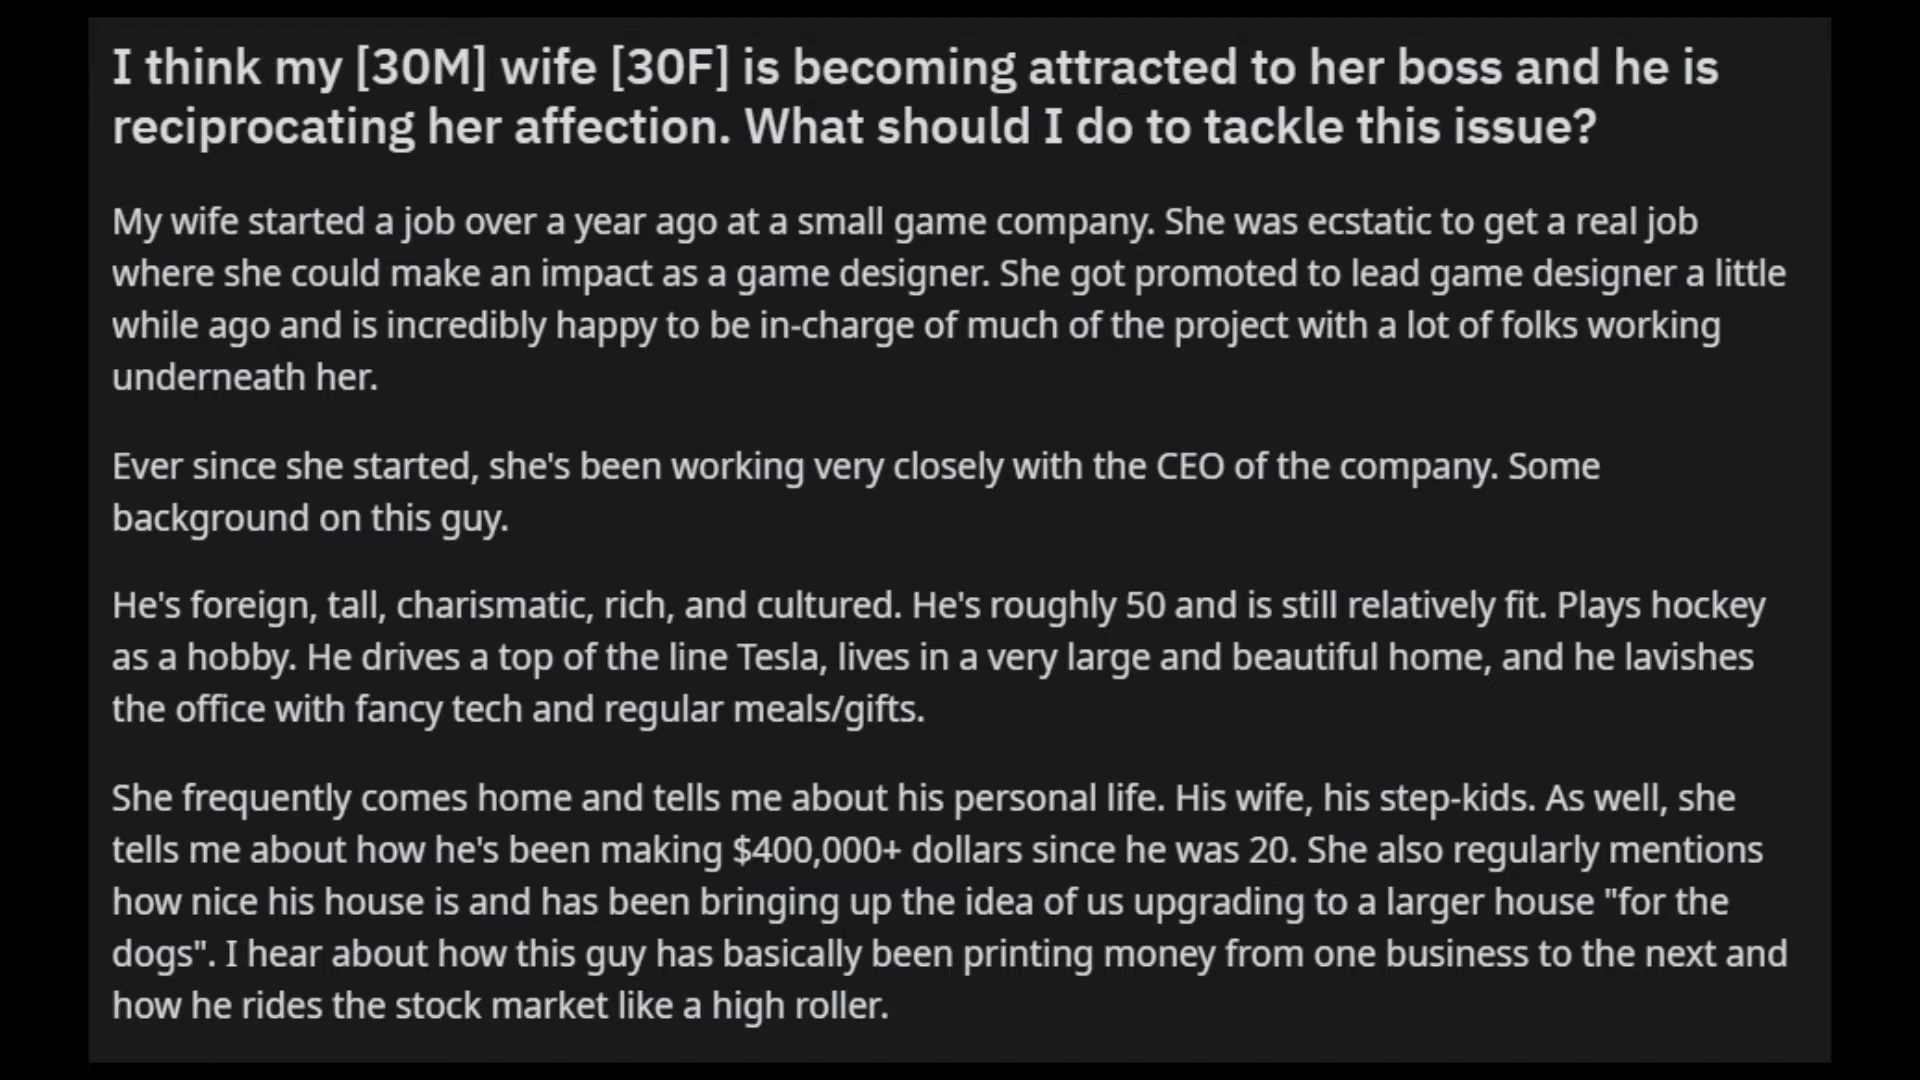 I think my [30M] wife [30F] is becoming attracted to her boss and he is
reciprocating her affection. What should I do to tackle this issue?
My wife started a job over a year ago at a small game company. She was ecstatic to get a real job
where she could make an impact as a game designer. She got promoted to lead game designer a little
while ago and is incredibly happy to be in-charge of much of the project with a lot of folks working
underneath her.
Ever since she started, she's been working very closely with the CEO of the company. Some
background on this guy.
He's foreign, tall, charismatic, rich, and cultured. He's roughly 50 and is still relatively fit. Plays hockey
as a hobby. He drives a top of the line Tesla, lives in a very large and beautiful home, and he lavishes
the office with fancy tech and regular meals/gifts.
She frequently comes home and tells me about his personal life. His wife, his step-kids. As well, she
tells me about how he's been making $400,000+ dollars since he was 20. She also regularly mentions
how nice his house is and has been bringing up the idea of us upgrading to a larger house "for the
dogs". I hear about how this guy has basically been printing money from one business to the next and
how he rides the stock market like a high roller.